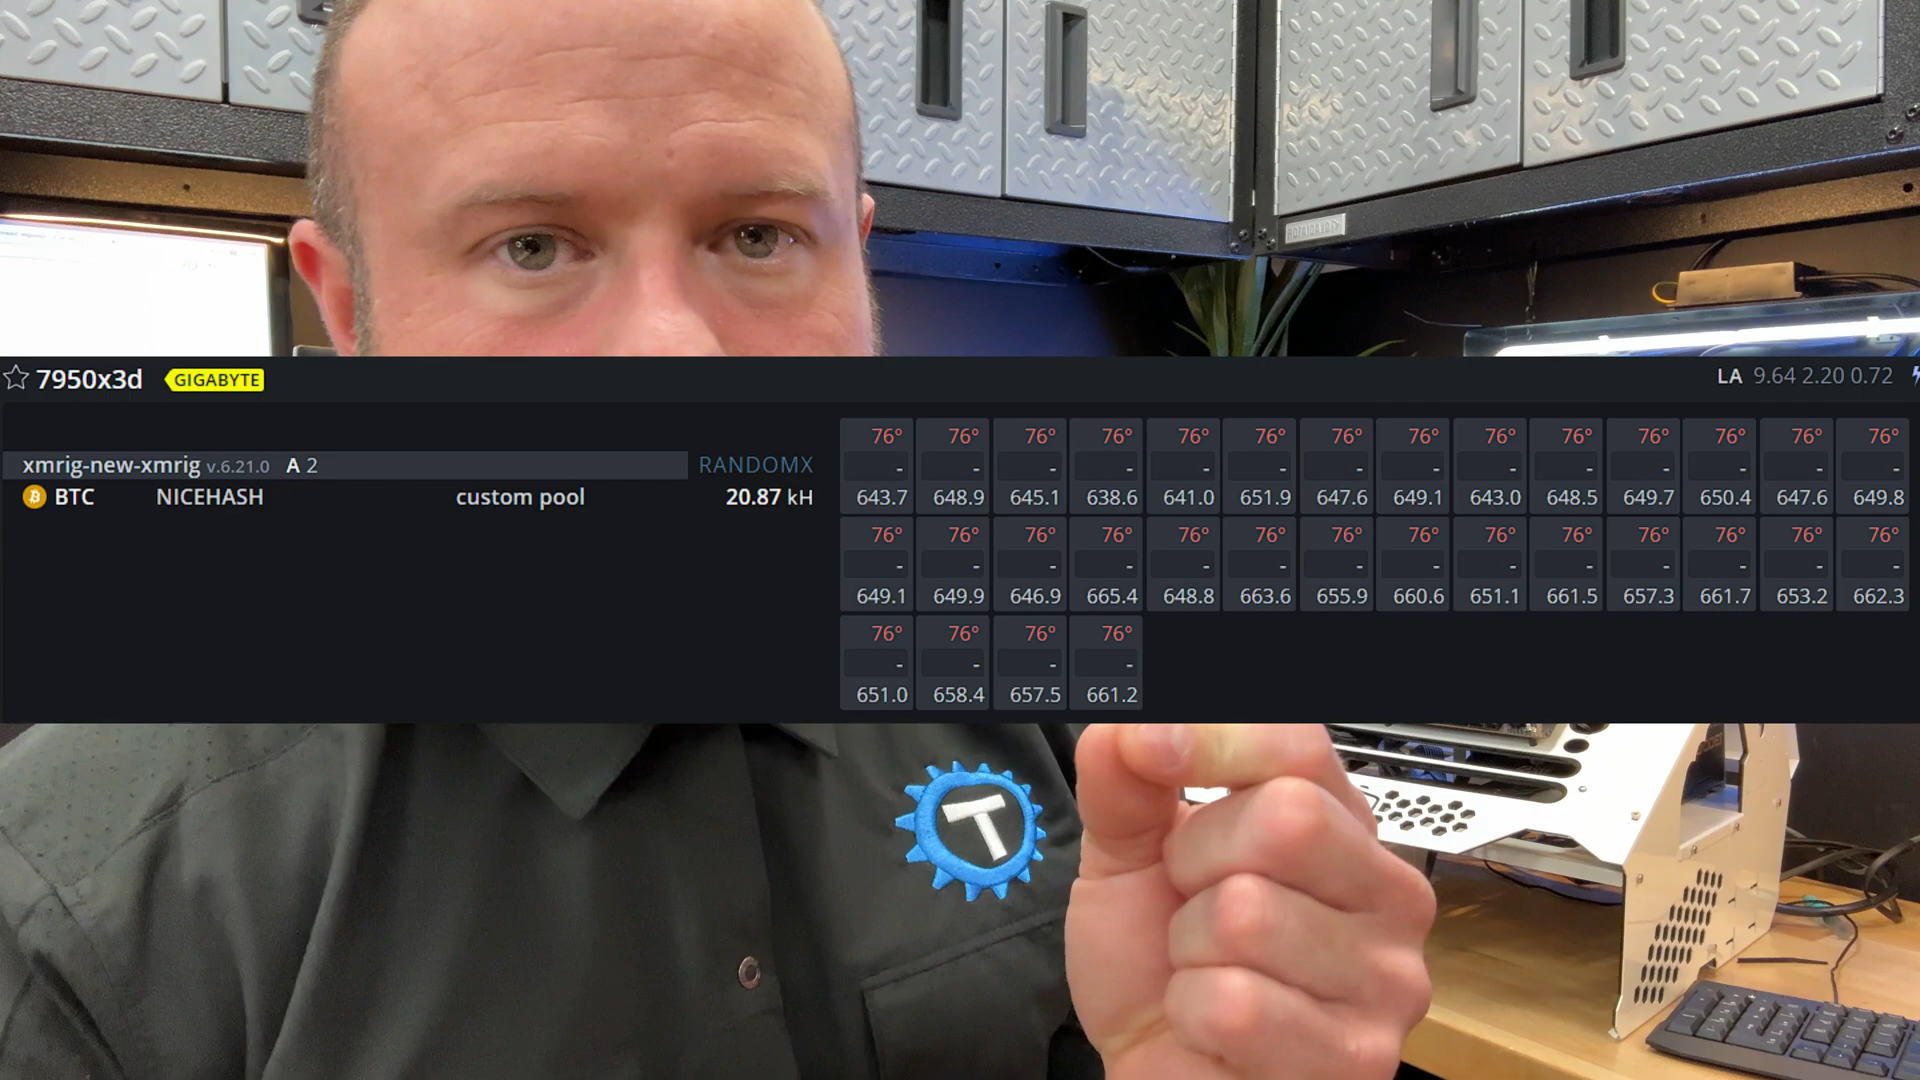 7950x3d GIGABYTE LA 9.64 2.20 0.72
76° 76° 76° 76° 76° 76° 76° 76° 76° 76° 76° 76° 76° 76°
xmrig-new-xmrig v.6.21.0 A 2 RANDOMX - - - - - - - - - - - - - -
BTC NICEHASH custom pool 20.87 kH 643.7 648.9 645.1 638.6 641.0 651.9 647.6 649.1 643.0 648.5 649.7 650.4 647.6 649.8
76° 76° 76° 76° 76° 76° 76° 76° 76° 76° 76° 76° 76° 76°
- - - - - - - - - - - - - -
649.1 649.9 646.9 665.4 648.8 663.6 655.9 660.6 651.1 661.5 657.3 661.7 653.2 662.3
76° 76° 76° 76°
- - - -
651.0 658.4 657.5 661.2
T